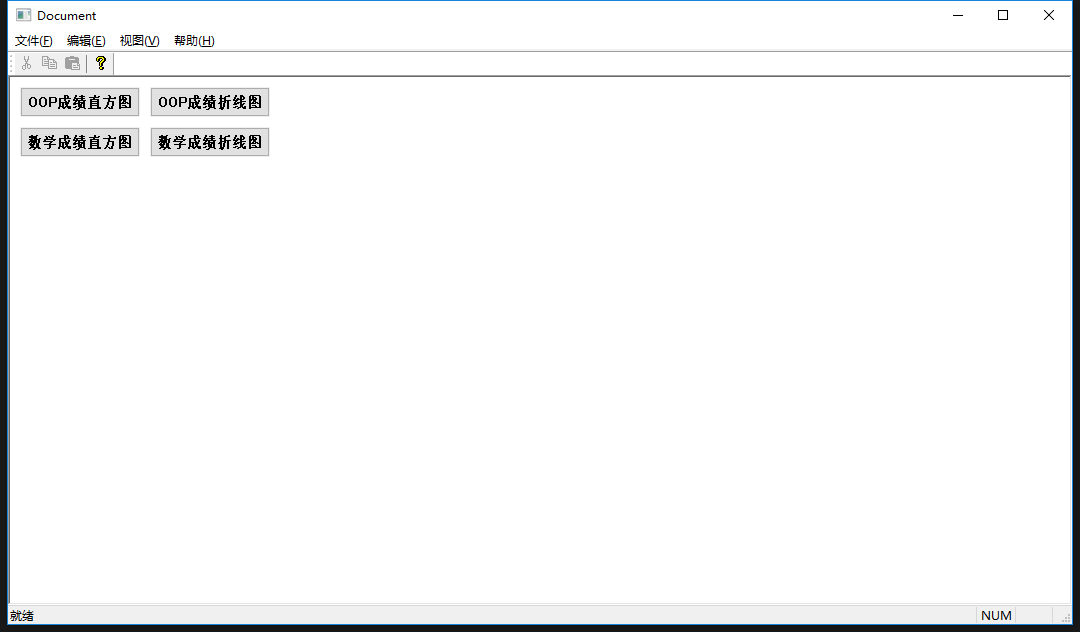 Document
文件(F) 编辑(E) 视图(V) 帮助(H)
OOP成绩直方图 OOP成绩折线图
数学成绩直方图 数学成绩折线图
就绪 NUM